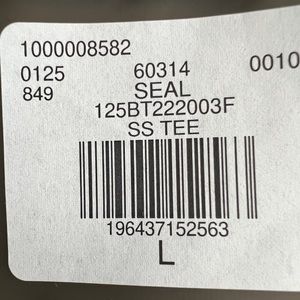 1000008582
0125 60314 0010
849 SEAL
125BT222003F
SS TEE
196437152563
L